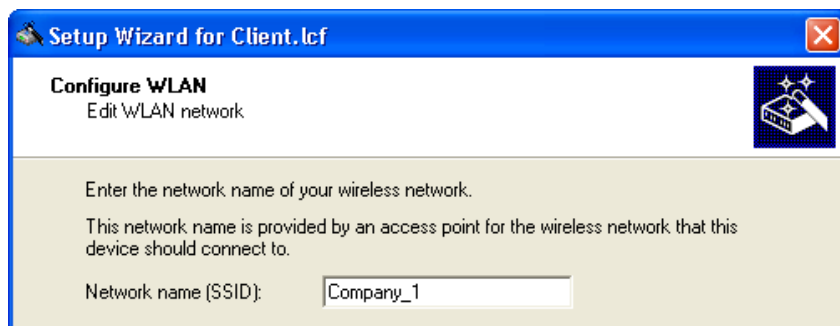 Setup Wizard for Client.lcf
Configure WLAN
Edit WLAN network
Enter the network name of your wireless network.
This network name is provided by an access point for the wireless network that this
device should connect to.
Network name (SSID): Company_1